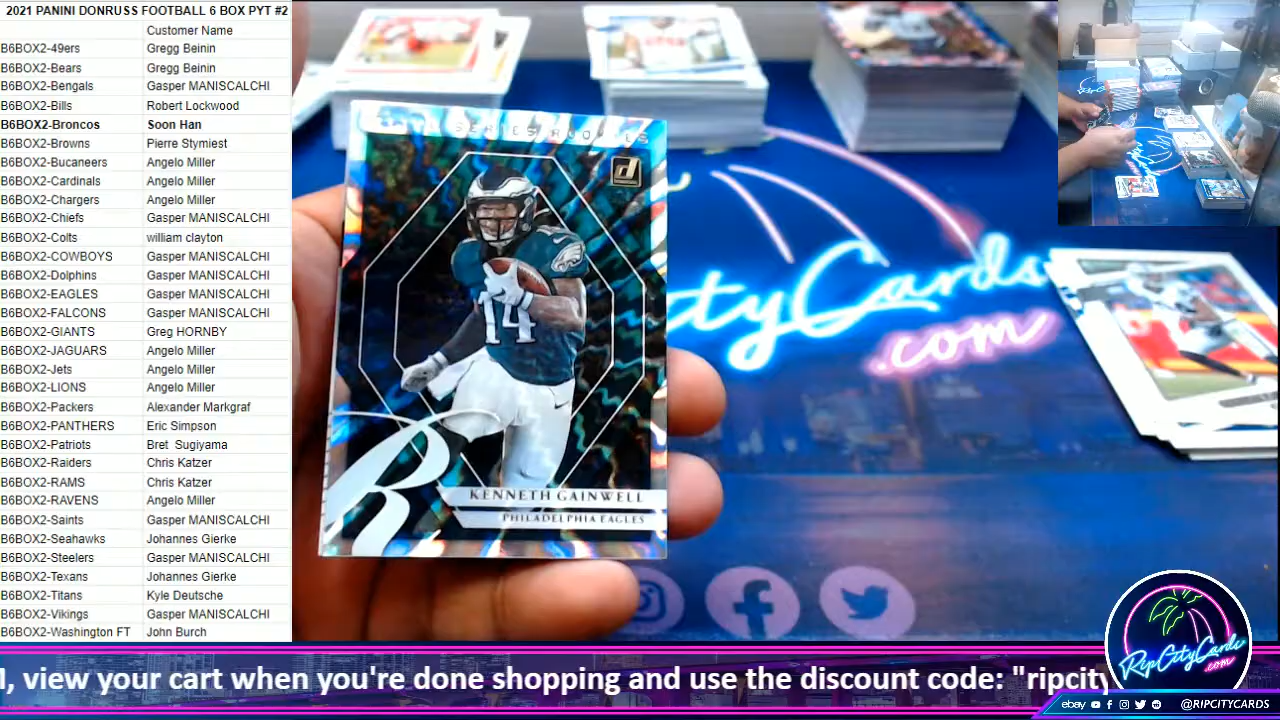 2021 PANINI DONRUSS FOOTBALL 6 BOX PYT #2
Customer Name
B6BOX2-49ers Gregg Beinin
B6BOX2-Bears Gregg Beinin
B6BOX2-Bengals Gasper MANISCALCHI
B6BOX2-Bills Robert Lockwood
B6BOX2-Broncos Soon Han
B6BOX2-Browns Pierre Stymiest
B6BOX2-Bucaneers Angelo Miller
B6BOX2-Cardinals Angelo Miller
B6BOX2-Chargers Angelo Miller
B6BOX2-Chiefs Gasper MANISCALCHI
B6BOX2-Colts william clayton
B6BOX2-COWBOYS Gasper MANISCALCHI
B6BOX2-Dolphins Gasper MANISCALCHI
B6BOX2-EAGLES Gasper MANISCALCHI
B6BOX2-FALCONS Gasper MANISCALCHI
B6BOX2-GIANTS Greg HORNBY
B6BOX2-JAGUARS Angelo Miller
B6BOX2-Jets Angelo Miller
B6BOX2-LIONS Angelo Miller
B6BOX2-Packers Alexander Markgraf
B6BOX2-PANTHERS Eric Simpson
B6BOX2-Patriots Bret Sugiyama
B6BOX2-Raiders Chris Katzer
B6BOX2-RAMS Chris Katzer
B6BOX2-RAVENS Angelo Miller
B6BOX2-Saints Gasper MANISCALCHI
B6BOX2-Seahawks Johannes Gierke
B6BOX2-Steelers Gasper MANISCALCHI
B6BOX2-Texans Johannes Gierke
B6BOX2-Titans Kyle Deutsche
B6BOX2-Vikings Gasper MANISCALCHI
B6BOX2-Washington FT John Burch
SERIES ROOKIES
d
14
R
KENNETH GAINWELL
PHILADELPHIA EAGLES
tyCards
.com
RipCityCards
.com
, view your cart when you're done shopping and use the discount code: "ripcity
ebay @RIPCITYCARDS